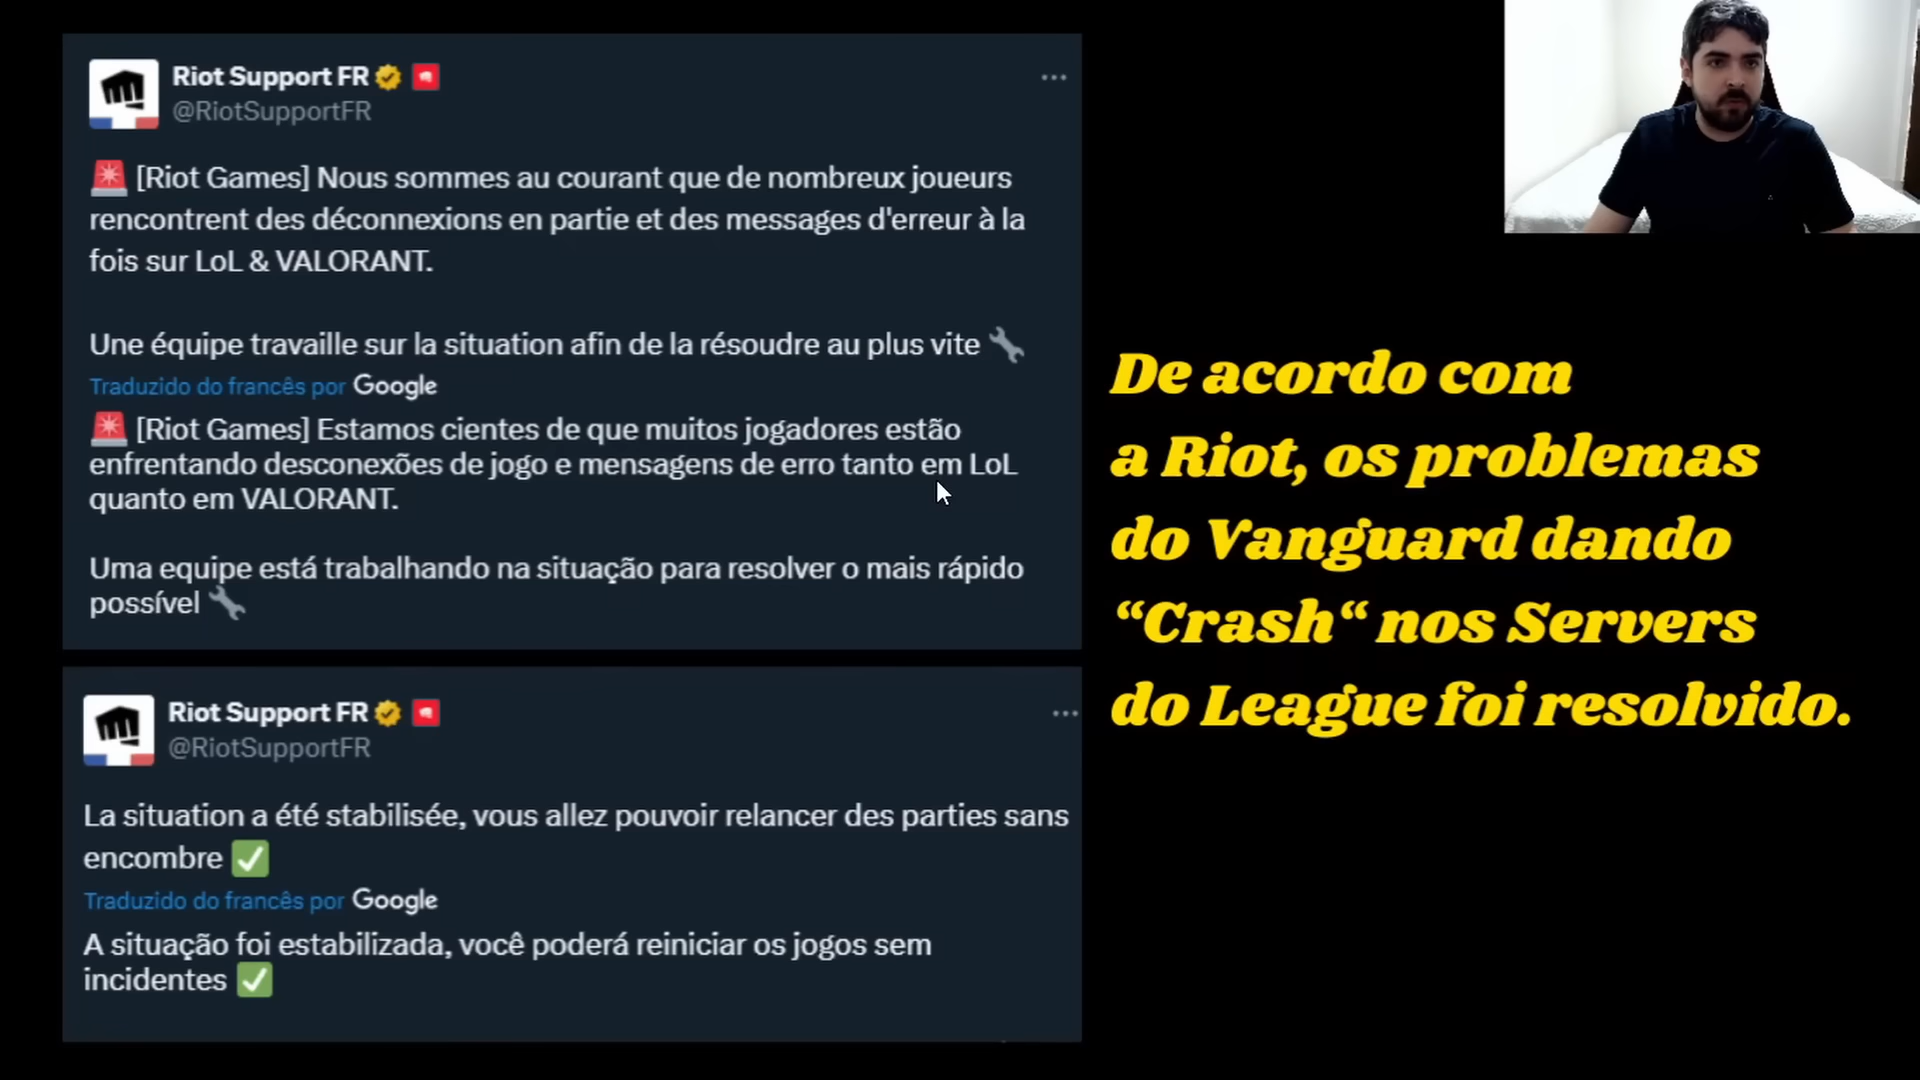 Riot Support FR
@RiotSupportFR
🚨 [Riot Games] Nous sommes au courant que de nombreux joueurs
rencontrent des déconnexions en partie et des messages d'erreur à la
fois sur LoL & VALORANT.
Une équipe travaille sur la situation afin de la résoudre au plus vite 🔧
Traduzido do francês por Google
🚨 [Riot Games] Estamos cientes de que muitos jogadores estão
enfrentando desconexões de jogo e mensagens de erro tanto em LoL
quanto em VALORANT.
Uma equipe está trabalhando na situação para resolver o mais rápido
possível 🔧
Riot Support FR
@RiotSupportFR
La situation a été stabilisée, vous allez pouvoir relancer des parties sans
encombre ✅
Traduzido do francês por Google
A situação foi estabilizada, você poderá reiniciar os jogos sem
incidentes ✅
De acordo com
a Riot, os problemas
do Vanguard dando
“Crash“ nos Servers
do League foi resolvido.